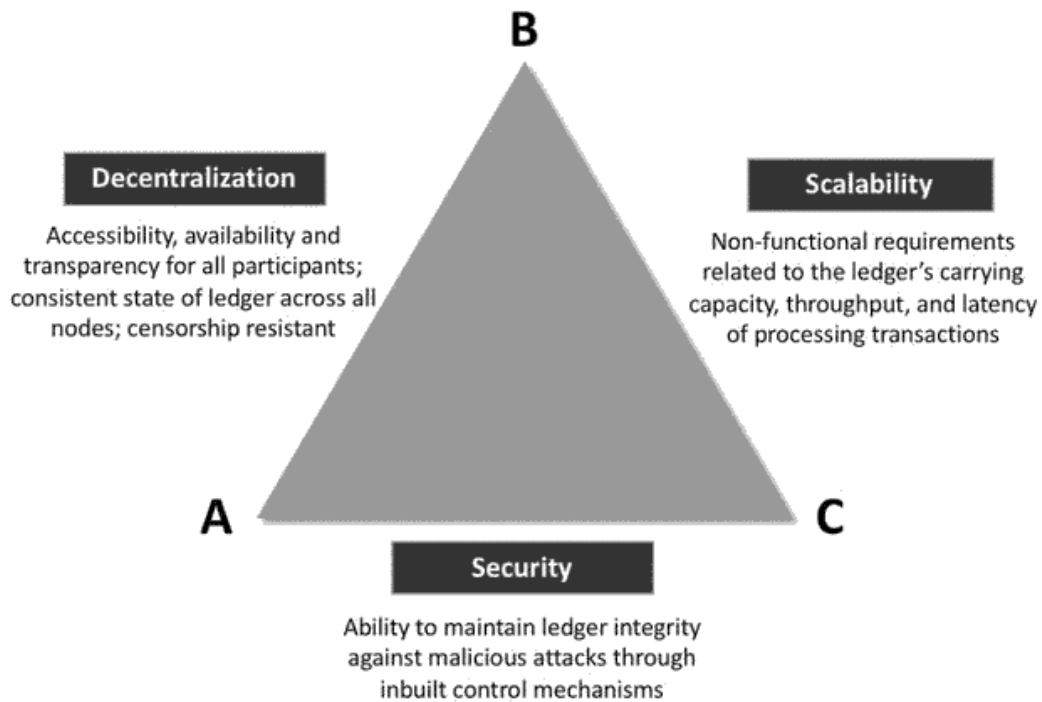 B
Decentralization
Accessibility, availability and
transparency for all participants;
consistent state of ledger across all
nodes; censorship resistant
Scalability
Non-functional requirements
related to the ledger's carrying
capacity, throughput, and latency
of processing transactions
A
C
Security
Ability to maintain ledger integrity
against malicious attacks through
inbuilt control mechanisms